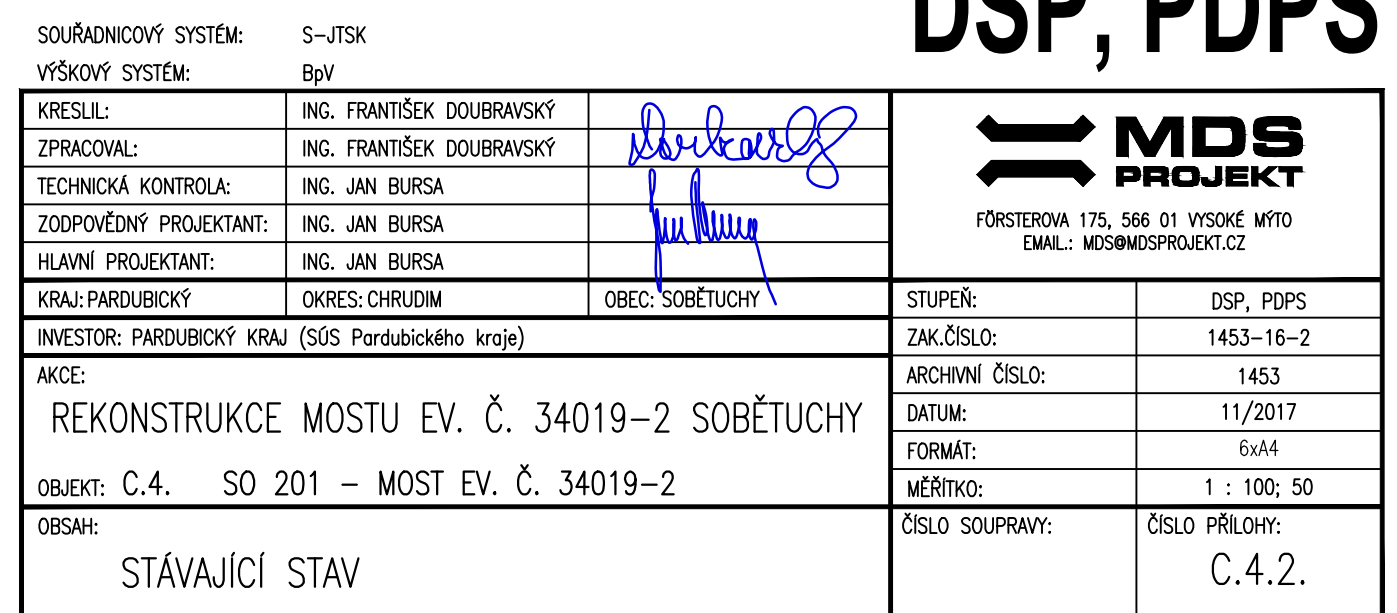 DSP, PDPS
SOUŘADNICOVÝ SYSTÉM: S-JTSK
VÝŠKOVÝ SYSTÉM: BpV
KRESLIL: ING. FRANTIŠEK DOUBRAVSKÝ
ZPRACOVAL: ING. FRANTIŠEK DOUBRAVSKÝ
TECHNICKÁ KONTROLA: ING. JAN BURSA
ZODPOVĚDNÝ PROJEKTANT: ING. JAN BURSA
HLAVNÍ PROJEKTANT: ING. JAN BURSA
MDS
PROJEKT
FÖRSTEROVA 175, 566 01 VYSOKÉ MÝTO
EMAIL.: MDS@MDSPROJEKT.CZ
KRAJ: PARDUBICKÝ OKRES: CHRUDIM OBEC: SOBĚTUCHY
INVESTOR: PARDUBICKÝ KRAJ (SÚS Pardubického kraje)
STUPEŇ: DSP, PDPS
ZAK.ČÍSLO: 1453-16-2
ARCHIVNÍ ČÍSLO: 1453
DATUM: 11/2017
FORMÁT: 6xA4
MĚŘÍTKO: 1 : 100; 50
AKCE:
REKONSTRUKCE MOSTU EV. Č. 34019-2 SOBĚTUCHY
OBJEKT: C.4. SO 201 - MOST EV. Č. 34019-2
OBSAH:
STÁVAJÍCÍ STAV
ČÍSLO SOUPRAVY:
ČÍSLO PŘÍLOHY:
C.4.2.